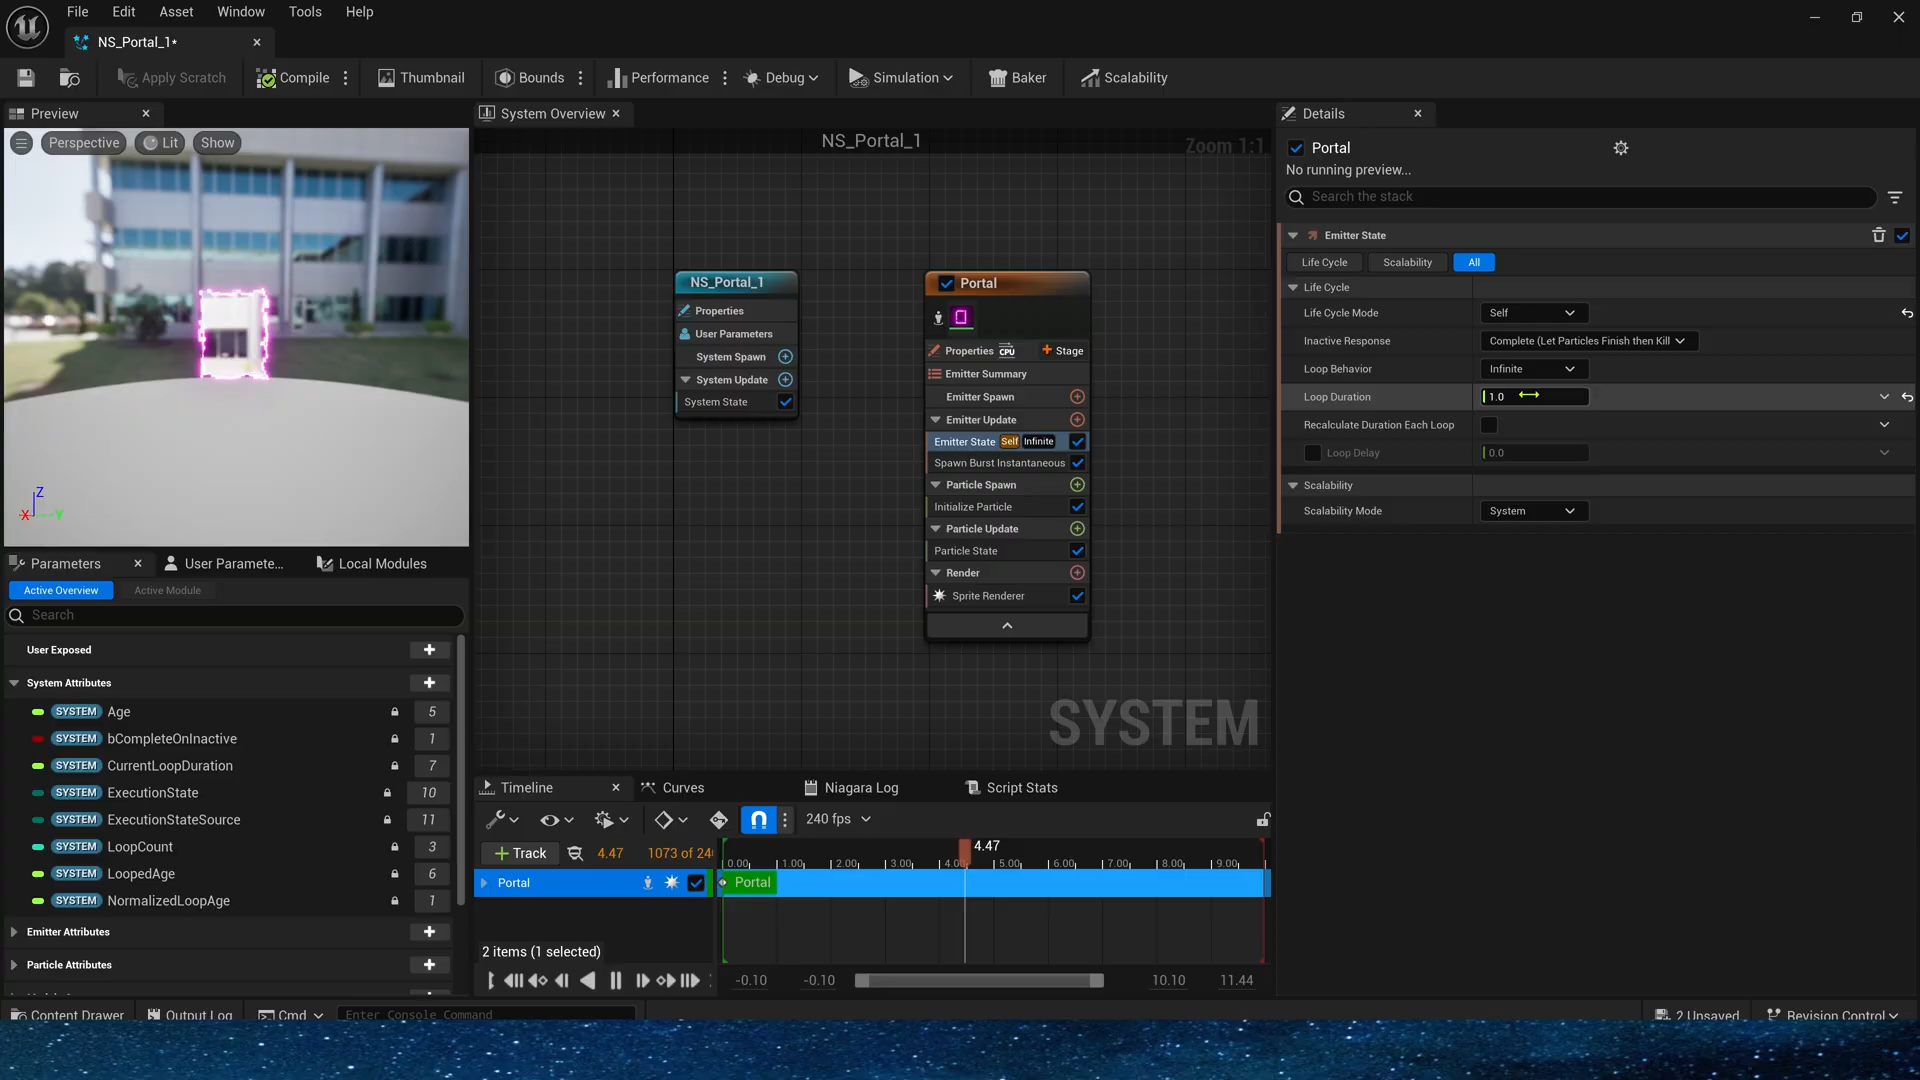 File Edit Asset Window Tools Help
NS_Portal_1*
Apply Scratch Compile Thumbnail Bounds Performance Debug Simulation Baker Scalability
Preview
Perspective Lit Show
Z
X Y
Parameters User Paramete... Local Modules
Active Overview Active Module
Search
User Exposed
System Attributes
SYSTEM Age 5
SYSTEM bCompleteOnInactive 1
SYSTEM CurrentLoopDuration 7
SYSTEM ExecutionState 10
SYSTEM ExecutionStateSource 11
SYSTEM LoopCount 3
SYSTEM LoopedAge 6
SYSTEM NormalizedLoopAge 1
Emitter Attributes
Particle Attributes
System Overview
NS_Portal_1
Zoom 1:1
NS_Portal_1
Properties
User Parameters
System Spawn
System Update
System State
Portal
Properties CPU Stage
Emitter Summary
Emitter Spawn
Emitter Update
Emitter State Self Infinite
Spawn Burst Instantaneous
Particle Spawn
Initialize Particle
Particle Update
Particle State
Render
Sprite Renderer
SYSTEM
Timeline Curves Niagara Log Script Stats
240 fps
Track 4.47 1073 of 240
4.47
0.00 1.00 2.00 3.00 4.00 5.00 6.00 7.00 8.00 9.00
Portal Portal
2 items (1 selected)
-0.10 -0.10 10.10 11.44
Details
Portal
No running preview...
Search the stack
Emitter State
Life Cycle Scalability All
Life Cycle
Life Cycle Mode Self
Inactive Response Complete (Let Particles Finish then Kill
Loop Behavior Infinite
Loop Duration 1.0
Recalculate Duration Each Loop
Loop Delay 0.0
Scalability
Scalability Mode System
Content Drawer Output Log Cmd Enter Console Command 2 Unsaved Revision Control